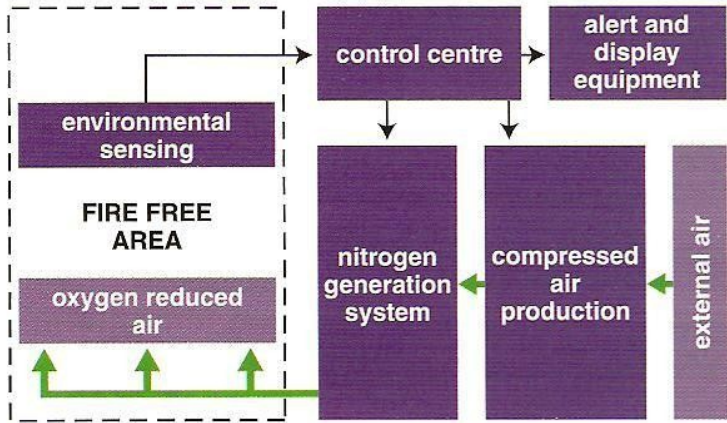 control centre
alert and
display
equipment
environmental
sensing
FIRE FREE
AREA
oxygen reduced
air
nitrogen
generation
system
compressed
air
production
external air